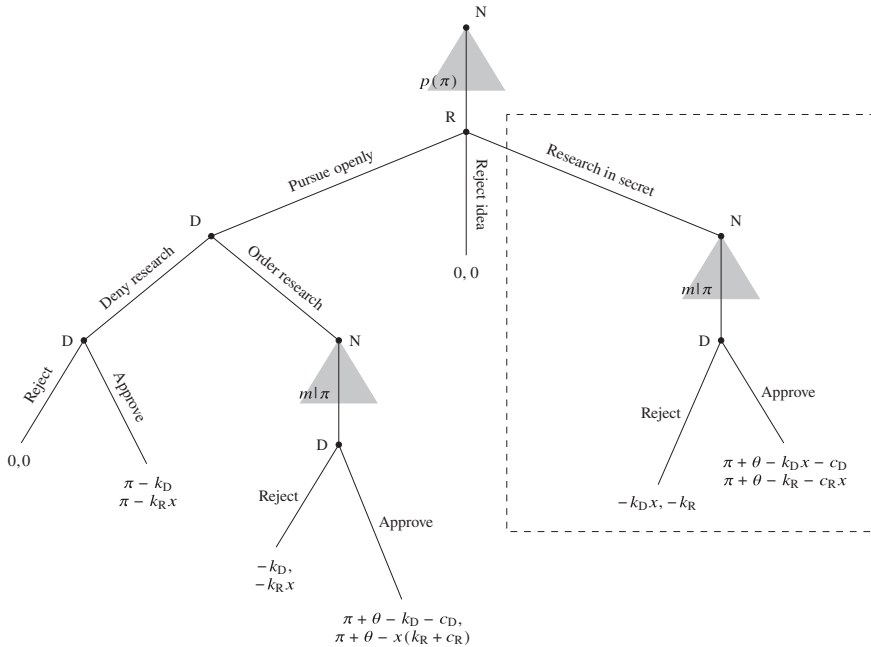 N
p(π)
R
Pursue openly
Reject idea
Research in secret
0, 0
D
Deny research
Order research
N
m|π
D
Reject
Approve
0,0
π − k_D
π − k_R x
N
m|π
D
Reject
Approve
−k_D,
−k_R x
π + θ − k_D − c_D,
π + θ − x(k_R + c_R)
D
Reject
Approve
−k_D x, −k_R
π + θ − k_D x − c_D
π + θ − k_R − c_R x